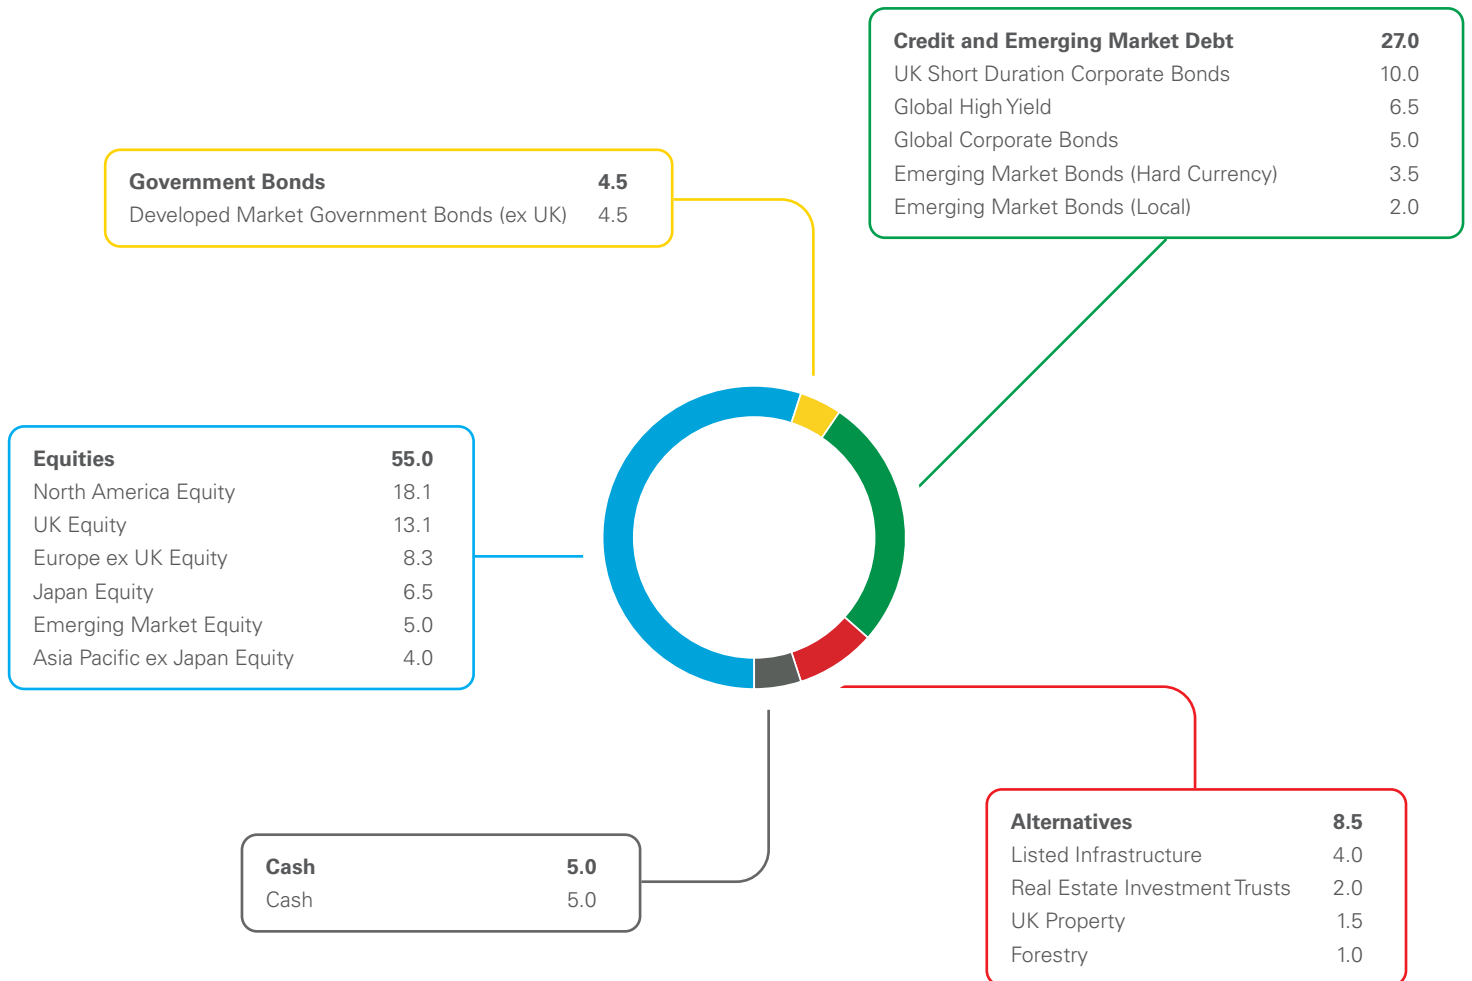 Credit and Emerging Market Debt 27.0
UK Short Duration Corporate Bonds 10.0
Global High Yield 6.5
Global Corporate Bonds 5.0
Emerging Market Bonds (Hard Currency) 3.5
Emerging Market Bonds (Local) 2.0
Government Bonds 4.5
Developed Market Government Bonds (ex UK) 4.5
Equities 55.0
North America Equity 18.1
UK Equity 13.1
Europe ex UK Equity 8.3
Japan Equity 6.5
Emerging Market Equity 5.0
Asia Pacific ex Japan Equity 4.0
Cash 5.0
Cash 5.0
Alternatives 8.5
Listed Infrastructure 4.0
Real Estate Investment Trusts 2.0
UK Property 1.5
Forestry 1.0